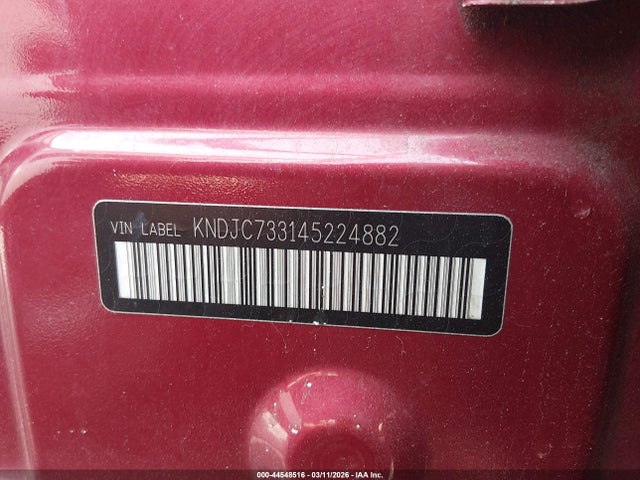 VIN LABEL KNDJC733145224882
000-44548516 - 03/11/2026 - IAA Inc.